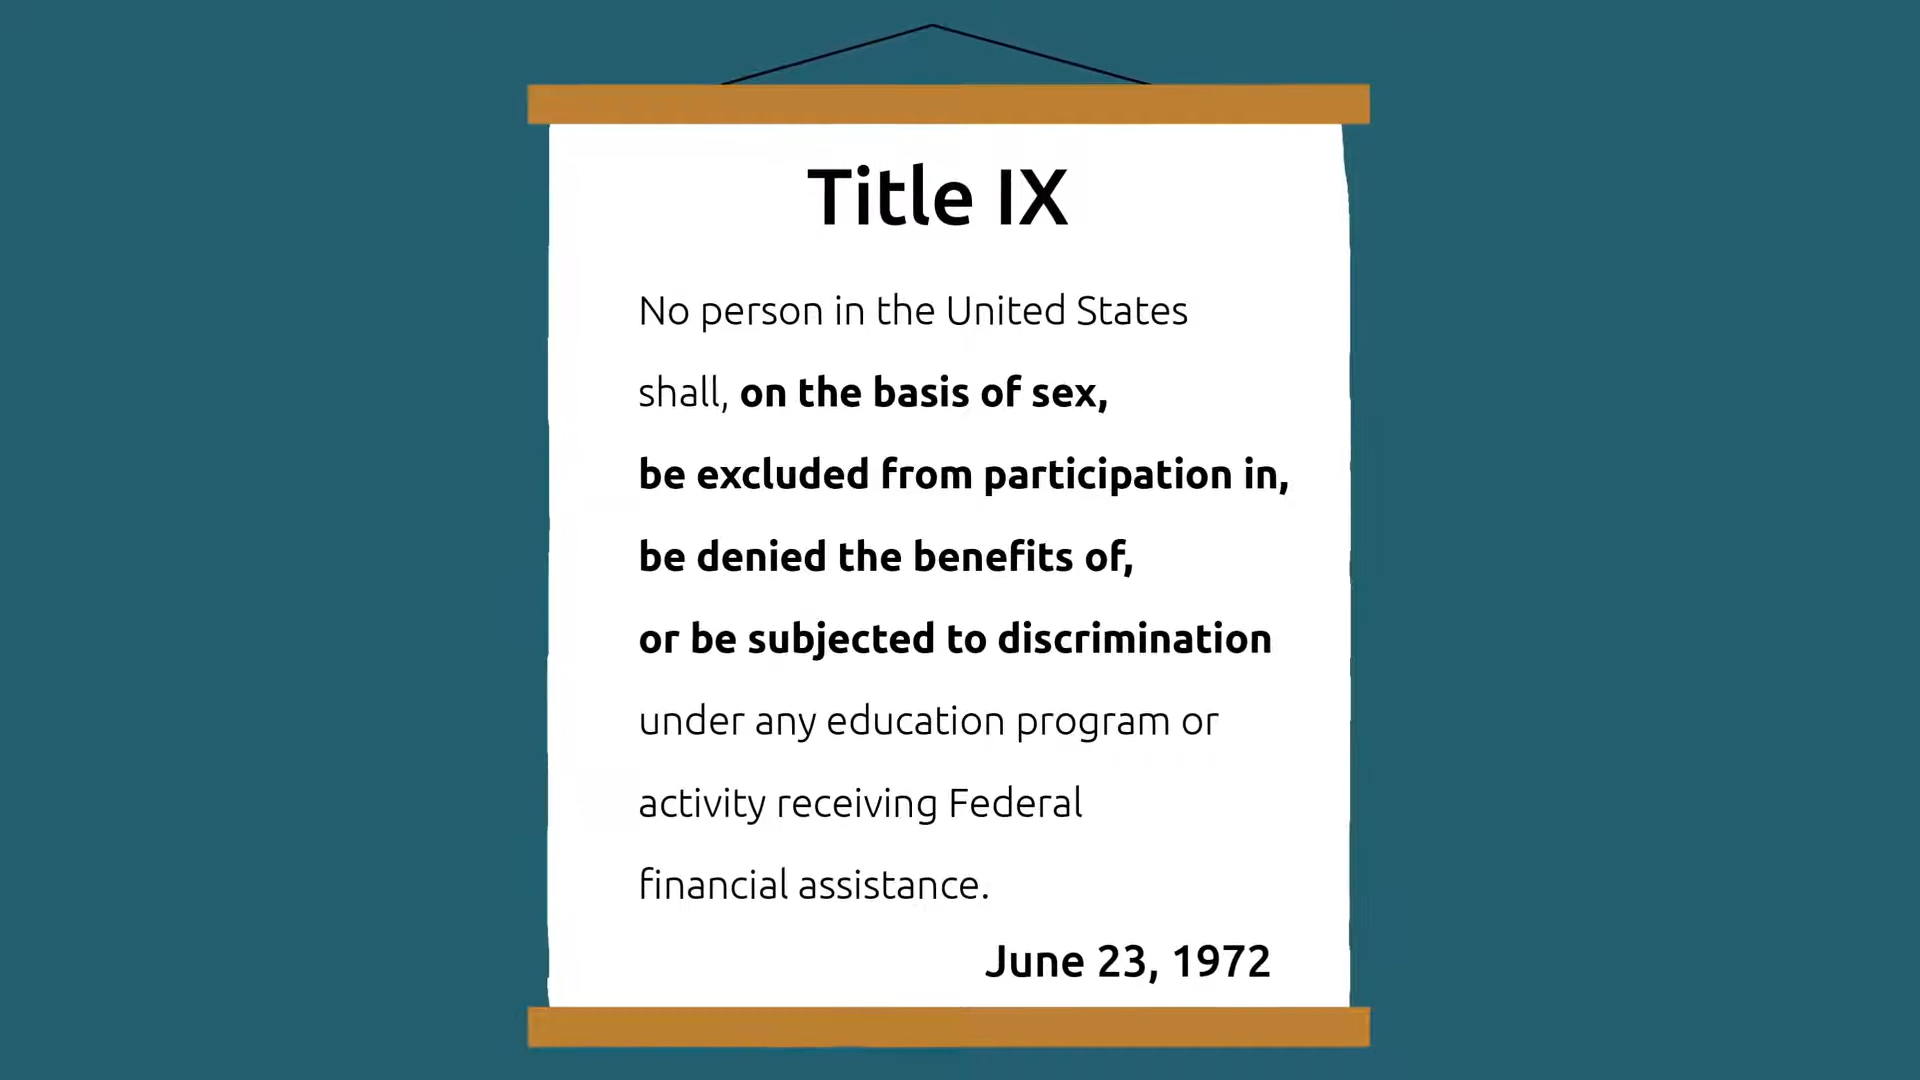 Title IX
No person in the United States
shall, on the basis of sex,
be excluded from participation in,
be denied the benefits of,
or be subjected to discrimination
under any education program or
activity receiving Federal
financial assistance.
June 23, 1972